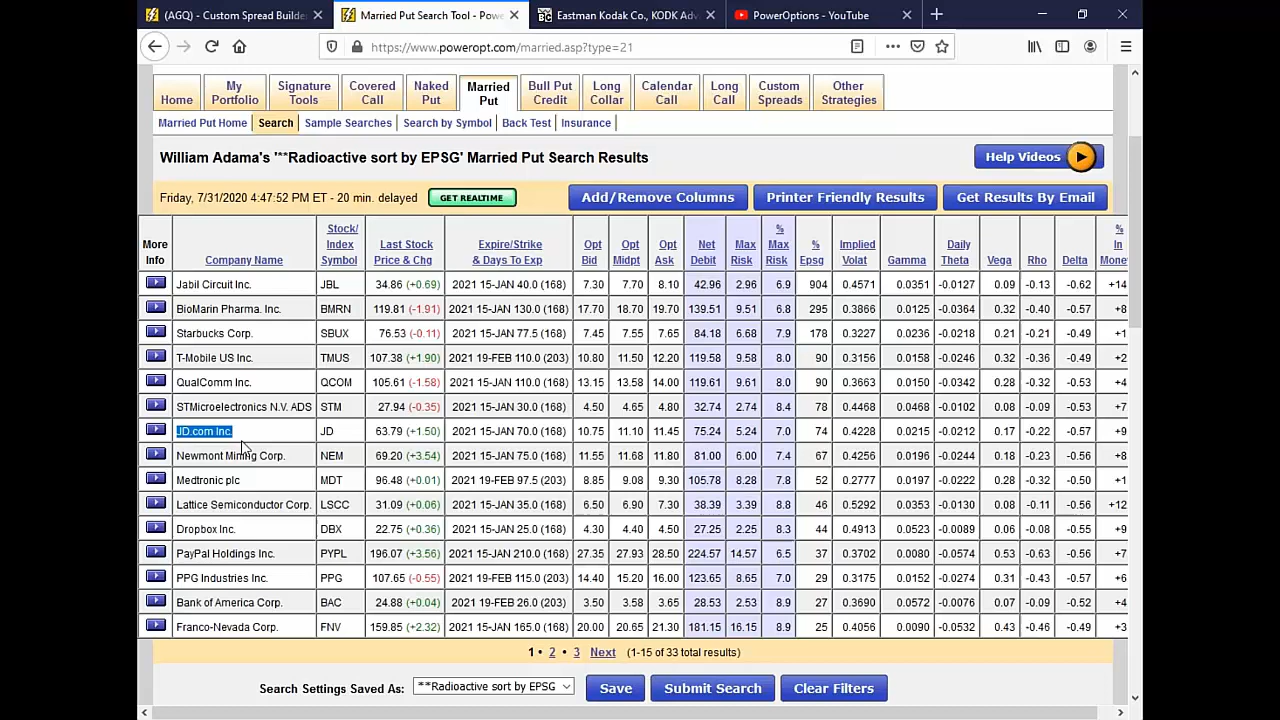 (AGQ) - Custom Spread Builde
Married Put Search Tool - Powe
Eastman Kodak Co., KODK Adv
PowerOptions - YouTube
https://www.poweropt.com/married.asp?type=21
Home My Portfolio Signature Tools Covered Call Naked Put Married Put Bull Put Credit Long Collar Calendar Call Long Call Custom Spreads Other Strategies
Married Put Home Search Sample Searches Search by Symbol Back Test Insurance
William Adama's '**Radioactive sort by EPSG' Married Put Search Results
Help Videos
Friday, 7/31/2020 4:47:52 PM ET - 20 min. delayed GET REALTIME Add/Remove Columns Printer Friendly Results Get Results By Email
More Info Company Name Stock/ Index Symbol Last Stock Price & Chg Expire/Strike & Days To Exp Opt Bid Opt Midpt Opt Ask Net Debit Max Risk % Max Risk % Epsg Implied Volat Gamma Daily Theta Vega Rho Delta % In Money
Jabil Circuit Inc. JBL 34.86 (+0.69) 2021 15-JAN 40.0 (168) 7.30 7.70 8.10 42.96 2.96 6.9 904 0.4571 0.0351 -0.0127 0.09 -0.13 -0.62 +14
BioMarin Pharma. Inc. BMRN 119.81 (-1.91) 2021 15-JAN 130.0 (168) 17.70 18.70 19.70 139.51 9.51 6.8 295 0.3866 0.0125 -0.0364 0.32 -0.40 -0.57 +8
Starbucks Corp. SBUX 76.53 (-0.11) 2021 15-JAN 77.5 (168) 7.45 7.55 7.65 84.18 6.68 7.9 178 0.3227 0.0236 -0.0218 0.21 -0.21 -0.49 +1
T-Mobile US Inc. TMUS 107.38 (+1.90) 2021 19-FEB 110.0 (203) 10.80 11.50 12.20 119.58 9.58 8.0 90 0.3156 0.0158 -0.0246 0.32 -0.36 -0.49 +2
QualComm Inc. QCOM 105.61 (-1.58) 2021 15-JAN 110.0 (168) 13.15 13.58 14.00 119.61 9.61 8.0 90 0.3663 0.0150 -0.0342 0.28 -0.32 -0.53 +4
STMicroelectronics N.V. ADS STM 27.94 (-0.35) 2021 15-JAN 30.0 (168) 4.50 4.65 4.80 32.74 2.74 8.4 78 0.4468 0.0468 -0.0102 0.08 -0.09 -0.53 +7
JD.com Inc. JD 63.79 (+1.50) 2021 15-JAN 70.0 (168) 10.75 11.10 11.45 75.24 5.24 7.0 74 0.4228 0.0215 -0.0212 0.17 -0.22 -0.57 +9
Newmont Mining Corp. NEM 69.20 (+3.54) 2021 15-JAN 75.0 (168) 11.55 11.68 11.80 81.00 6.00 7.4 67 0.4256 0.0196 -0.0244 0.18 -0.23 -0.56 +8
Medtronic plc MDT 96.48 (+0.01) 2021 19-FEB 97.5 (203) 8.85 9.08 9.30 105.78 8.28 7.8 52 0.2777 0.0197 -0.0222 0.28 -0.32 -0.50 +1
Lattice Semiconductor Corp. LSCC 31.09 (+0.06) 2021 15-JAN 35.0 (168) 6.50 6.90 7.30 38.39 3.39 8.8 46 0.5292 0.0353 -0.0130 0.08 -0.11 -0.56 +12
Dropbox Inc. DBX 22.75 (+0.36) 2021 15-JAN 25.0 (168) 4.30 4.40 4.50 27.25 2.25 8.3 44 0.4913 0.0523 -0.0089 0.06 -0.08 -0.55 +9
PayPal Holdings Inc. PYPL 196.07 (+3.56) 2021 15-JAN 210.0 (168) 27.35 27.93 28.50 224.57 14.57 6.5 37 0.3702 0.0080 -0.0574 0.53 -0.63 -0.56 +7
PPG Industries Inc. PPG 107.65 (-0.55) 2021 19-FEB 115.0 (203) 14.40 15.20 16.00 123.65 8.65 7.0 29 0.3175 0.0152 -0.0274 0.31 -0.43 -0.57 +6
Bank of America Corp. BAC 24.88 (+0.04) 2021 19-FEB 26.0 (203) 3.50 3.58 3.65 28.53 2.53 8.9 27 0.3690 0.0572 -0.0076 0.07 -0.09 -0.52 +4
Franco-Nevada Corp. FNV 159.85 (+2.32) 2021 15-JAN 165.0 (168) 20.00 20.65 21.30 181.15 16.15 8.9 25 0.4056 0.0090 -0.0532 0.43 -0.46 -0.49 +3
1 • 2 • 3 Next (1-15 of 33 total results)
Search Settings Saved As: **Radioactive sort by EPSG Save Submit Search Clear Filters